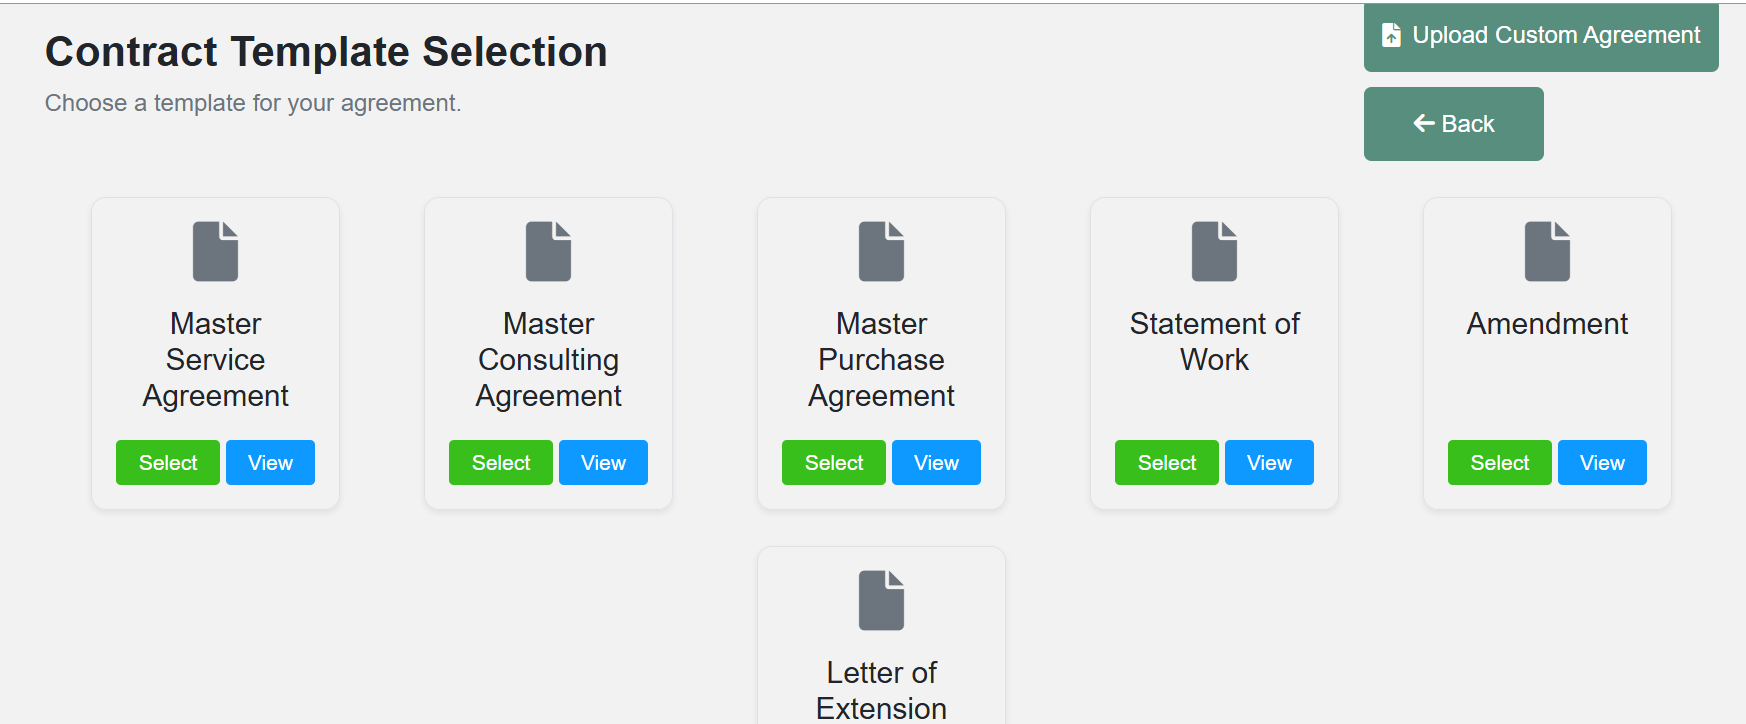 Contract Template Selection
Choose a template for your agreement.
Upload Custom Agreement
Back
Master
Service
Agreement
Select
View
Master
Consulting
Agreement
Select
View
Master
Purchase
Agreement
Select
View
Statement of
Work
Select
View
Amendment
Select
View
Letter of
Extension